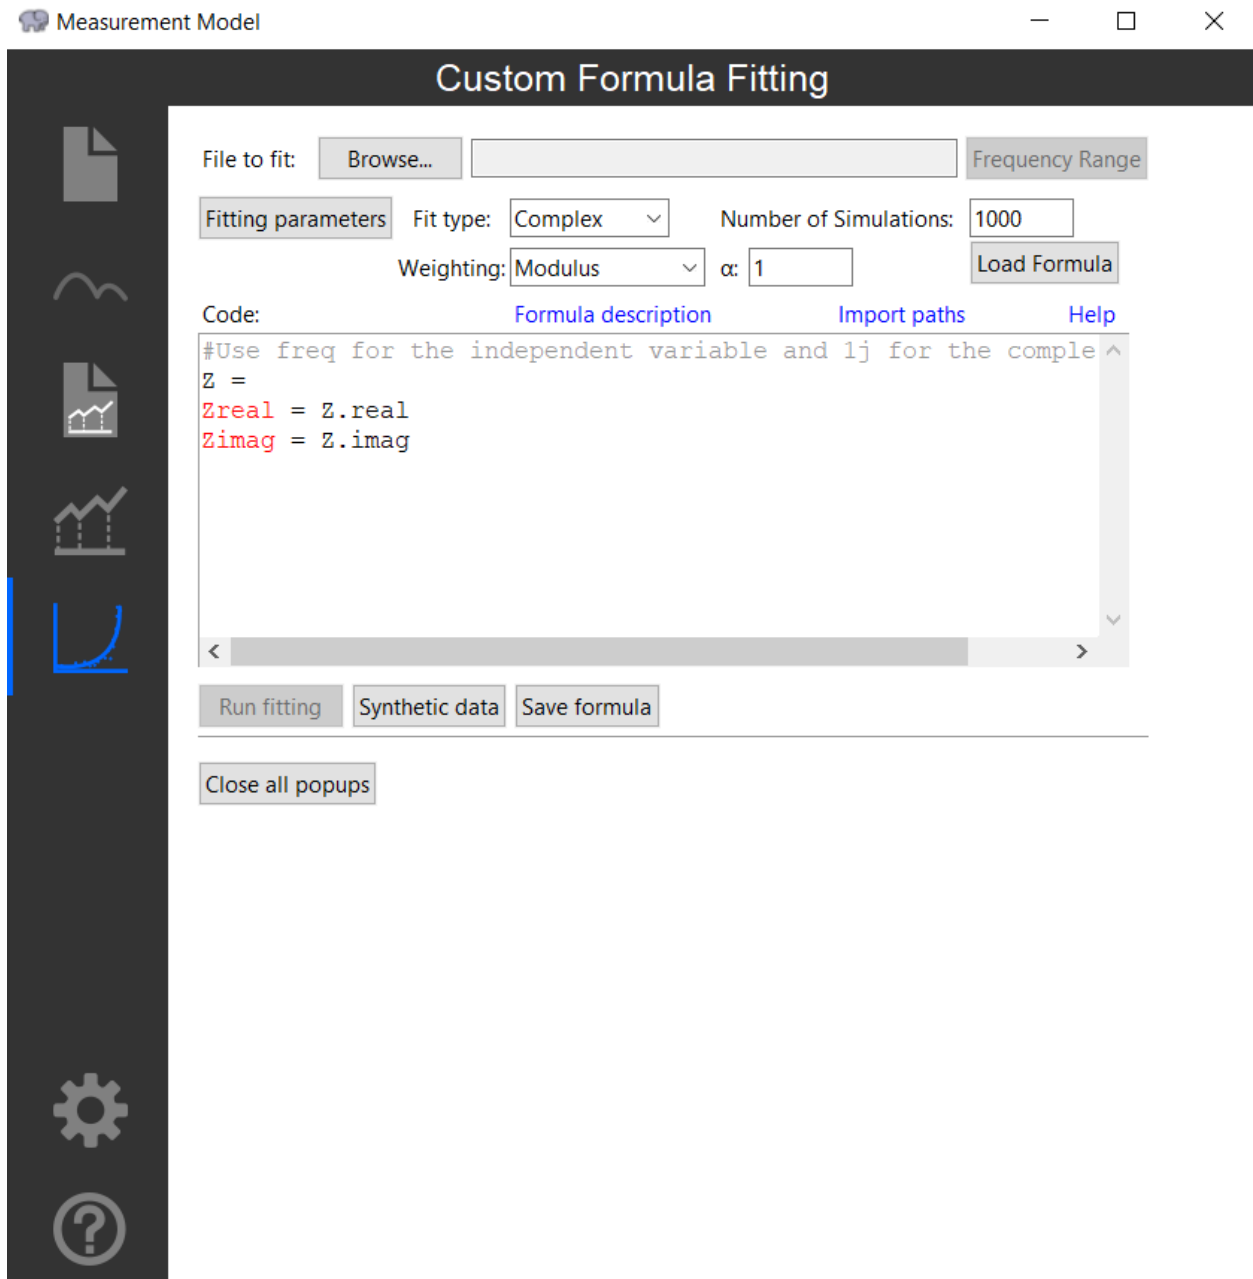 Measurement Model
Custom Formula Fitting
File to fit: Browse... Frequency Range
Fitting parameters Fit type: Complex Number of Simulations: 1000
Weighting: Modulus α: 1 Load Formula
Code: Formula description Import paths Help
#Use freq for the independent variable and 1j for the comple
Z =
Zreal = Z.real
Zimag = Z.imag
Run fitting Synthetic data Save formula
Close all popups